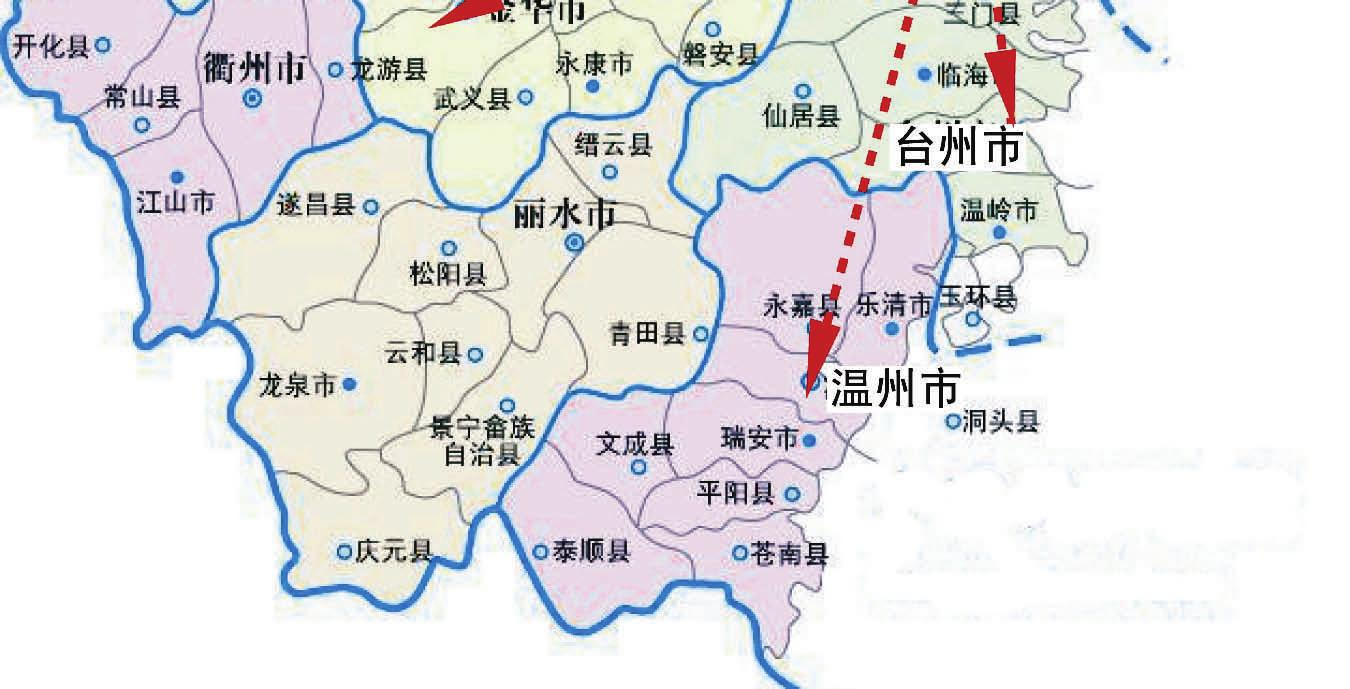 金华市
三门县
开化县
衢州市
龙游县
永康市
磐安县
临海
常山县
武义县
仙居县
缙云县
台州市
江山市
遂昌县
丽水市
温岭市
松阳县
永嘉县
乐清市
玉环县
青田县
云和县
龙泉市
温州市
景宁畲族
自治县
文成县
瑞安市
洞头县
平阳县
庆元县
泰顺县
苍南县